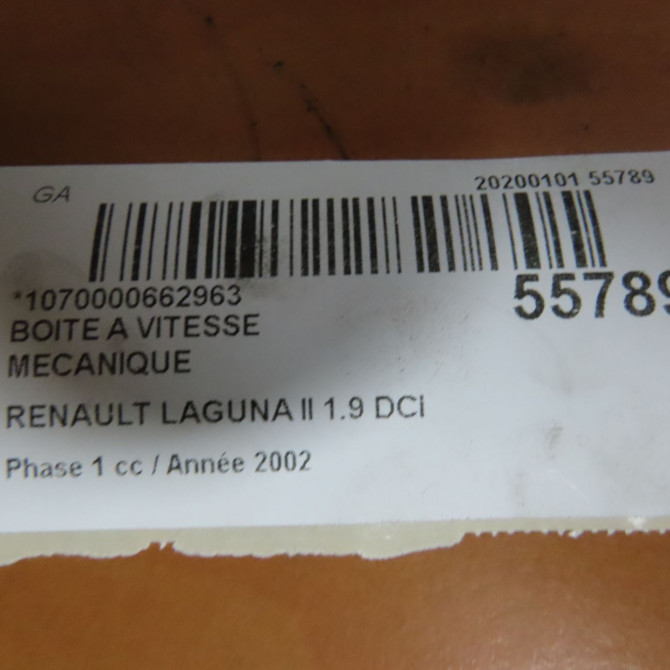 GA
20200101 55789
*1070000662963
55789
BOITE A VITESSE
MECANIQUE
RENAULT LAGUNA II 1.9 DCI
Phase 1 cc / Année 2002